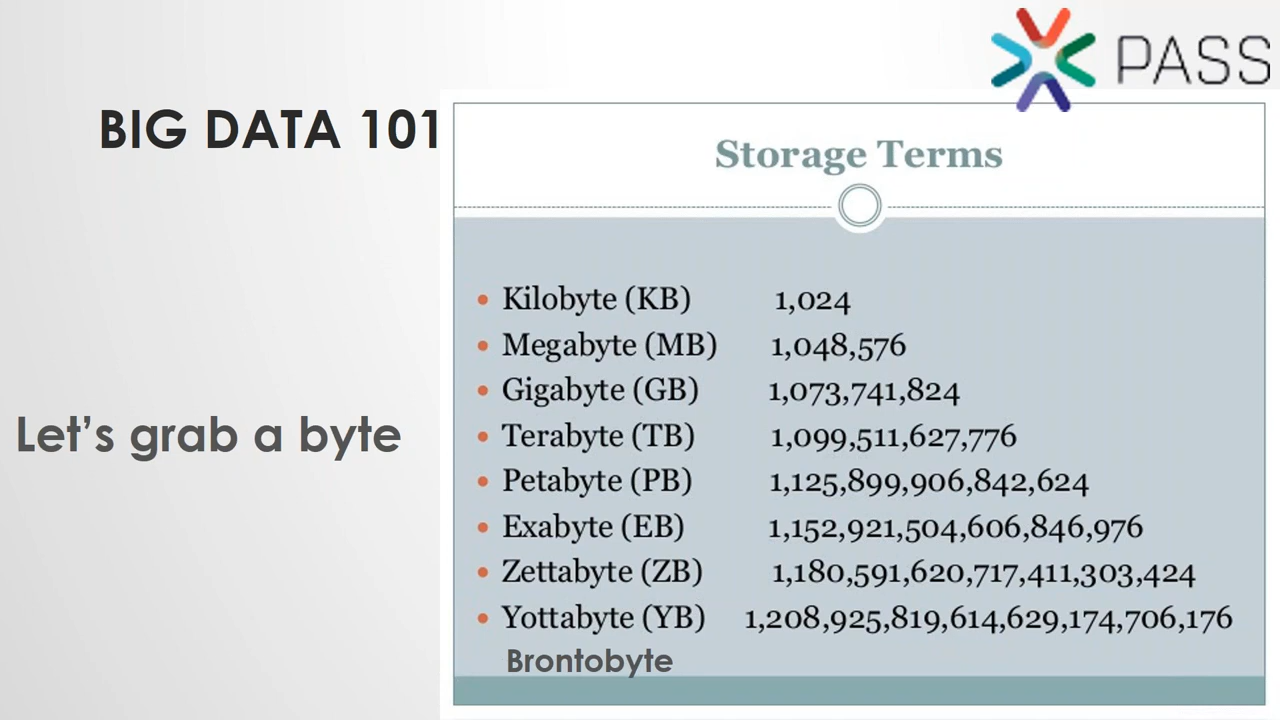 PASS
BIG DATA 101
Storage Terms
Let's grab a byte
• Kilobyte (KB) 1,024
• Megabyte (MB) 1,048,576
• Gigabyte (GB) 1,073,741,824
• Terabyte (TB) 1,099,511,627,776
• Petabyte (PB) 1,125,899,906,842,624
• Exabyte (EB) 1,152,921,504,606,846,976
• Zettabyte (ZB) 1,180,591,620,717,411,303,424
• Yottabyte (YB) 1,208,925,819,614,629,174,706,176
Brontobyte